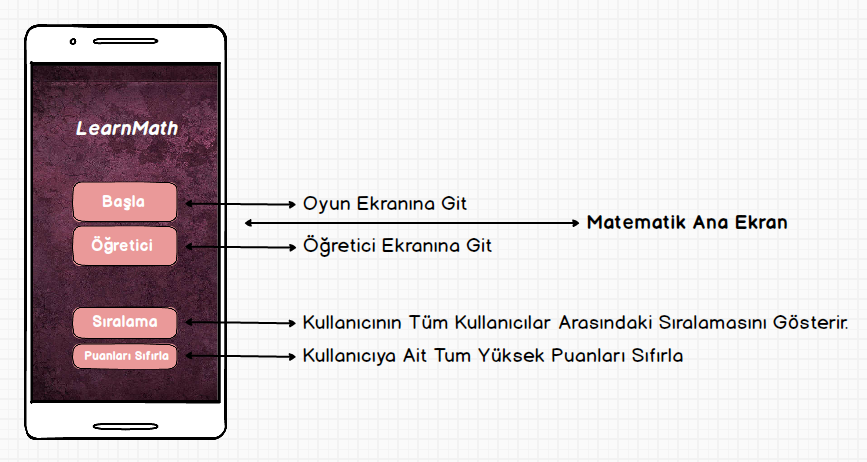 LearnMath
Başla
Oyun Ekranına Git
Matematik Ana Ekran
Öğretici
Öğretici Ekranına Git
Sıralama
Kullanıcının Tüm Kullanıcılar Arasındaki Sıralamasını Gösterir.
Puanları Sıfırla
Kullanıcıya Ait Tum Yüksek Puanları Sıfırla